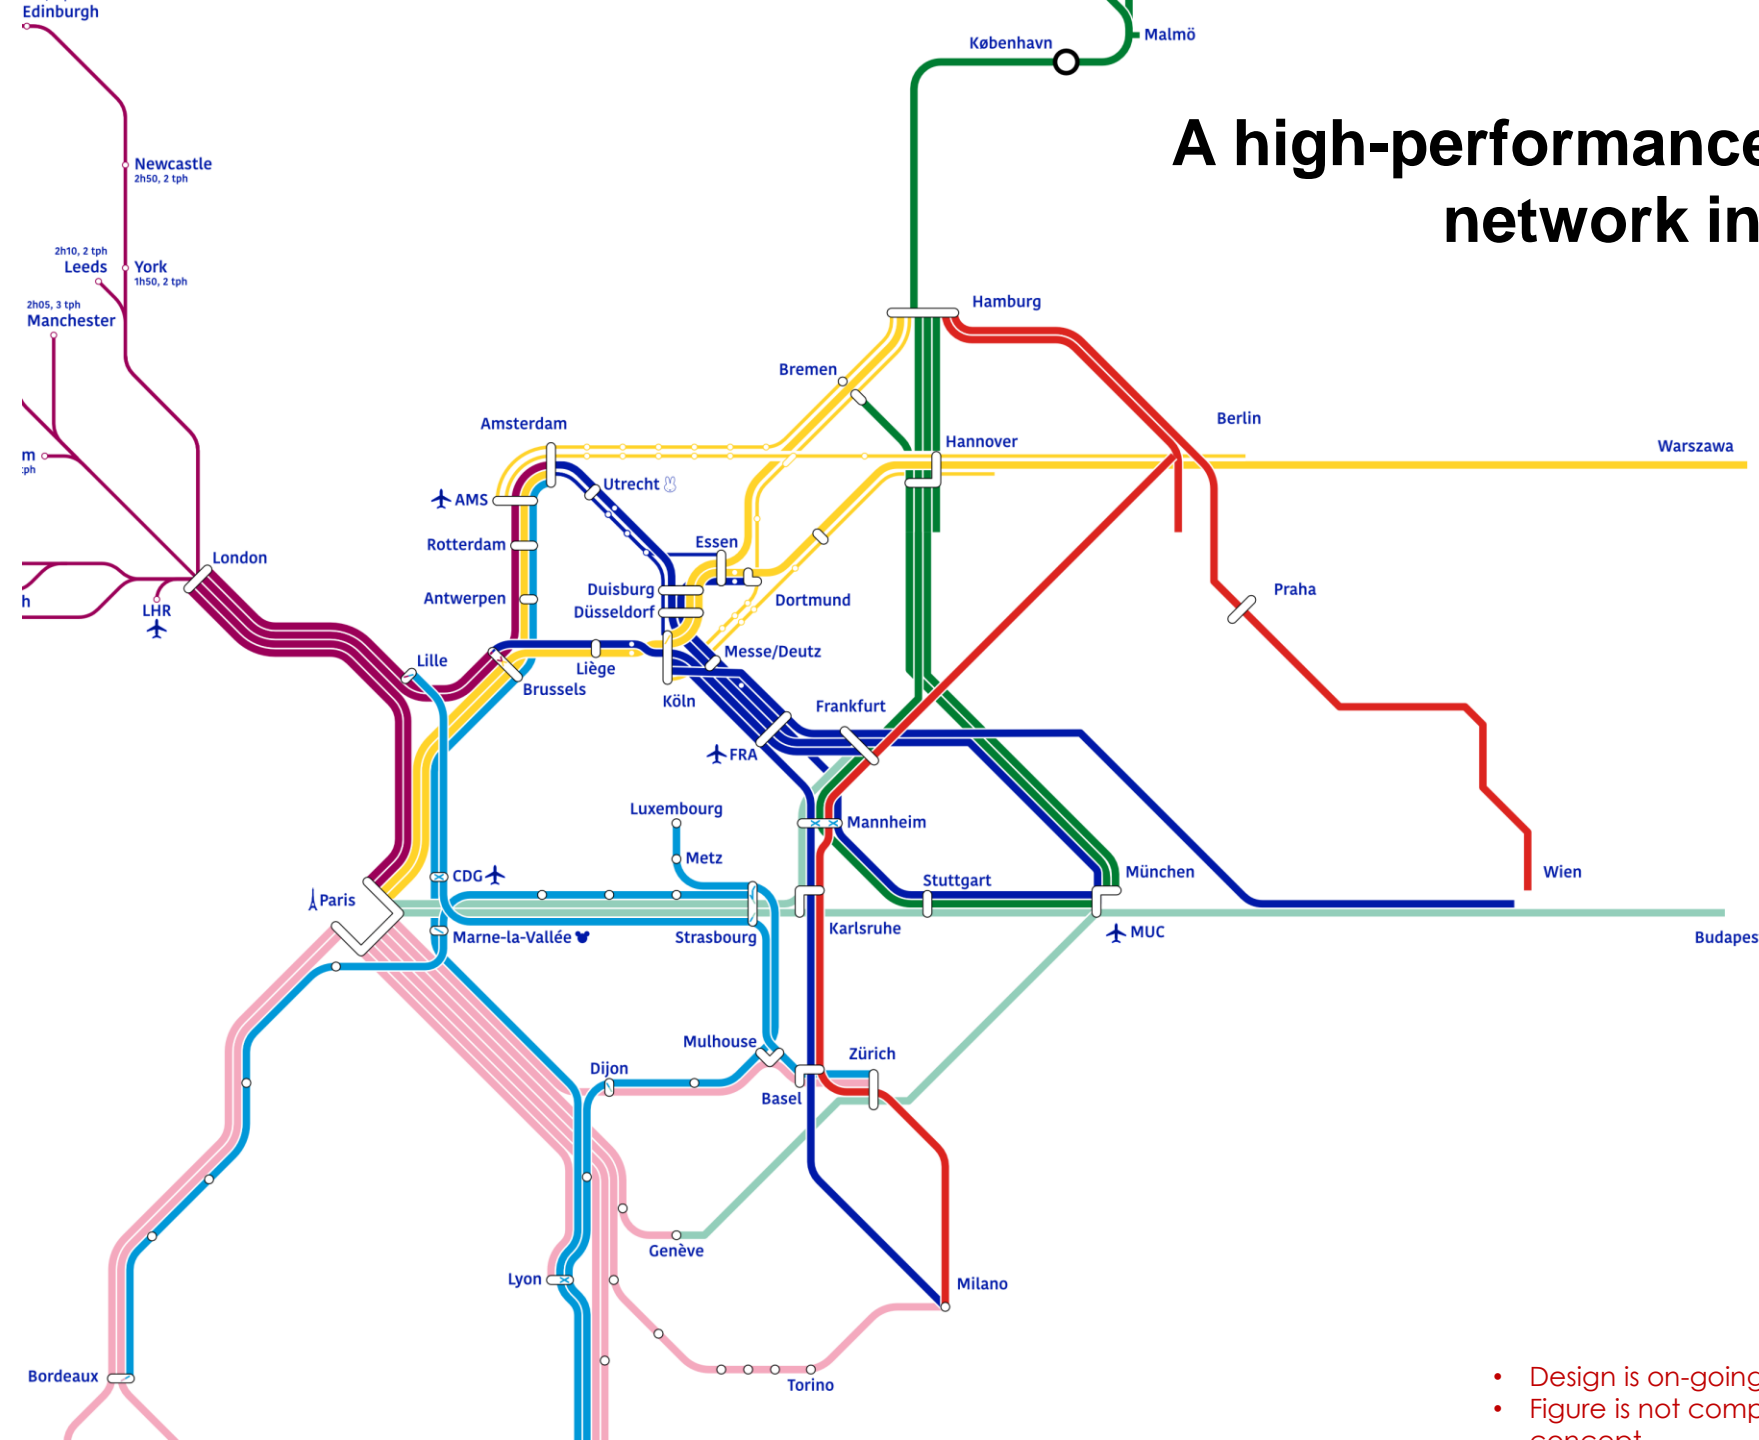 Edinburgh
København
Malmö
A high-performance
network in
Newcastle
2h50, 2 tph
2h10, 2 tph
Leeds
York
1h50, 2 tph
2h05, 3 tph
Manchester
Hamburg
Bremen
Amsterdam
Berlin
Hannover
Warszawa
m
tph
Utrecht
AMS
Rotterdam
Essen
London
Duisburg
Düsseldorf
Dortmund
Praha
Antwerpen
h
LHR
Lille
Liège
Messe/Deutz
Brussels
Köln
Frankfurt
FRA
Luxembourg
Mannheim
Metz
CDG
Stuttgart
München
Wien
Paris
Marne-la-Vallée
Strasbourg
Karlsruhe
MUC
Budapes
Mulhouse
Zürich
Dijon
Basel
Genève
Lyon
Milano
Bordeaux
Torino
• Design is on-going
• Figure is not comp
concept